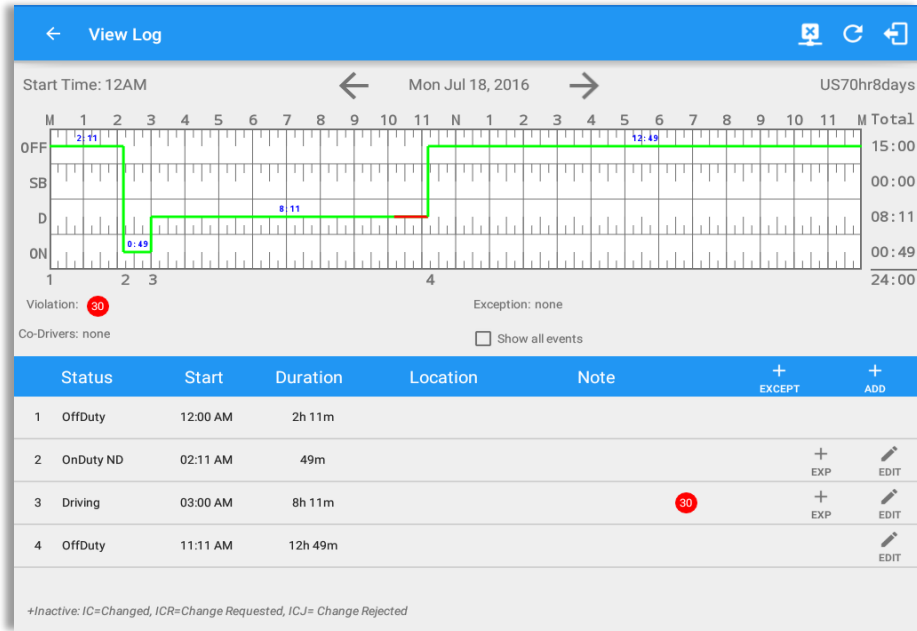 View Log
Start Time: 12AM Mon Jul 18, 2016 US70hr8days
M 1 2 3 4 5 6 7 8 9 10 11 N 1 2 3 4 5 6 7 8 9 10 11 M Total
2:11 12:49
OFF 15:00
SB 00:00
8:11
D 08:11
0:49
ON 00:49
1 2 3 4 24:00
Violation: 30 Exception: none
Co-Drivers: none Show all events
Status Start Duration Location Note + EXCEPT + ADD
1 OffDuty 12:00 AM 2h 11m
2 OnDuty ND 02:11 AM 49m + EXP EDIT
3 Driving 03:00 AM 8h 11m 30 + EXP EDIT
4 OffDuty 11:11 AM 12h 49m EDIT
+Inactive: IC=Changed, ICR=Change Requested, ICJ= Change Rejected